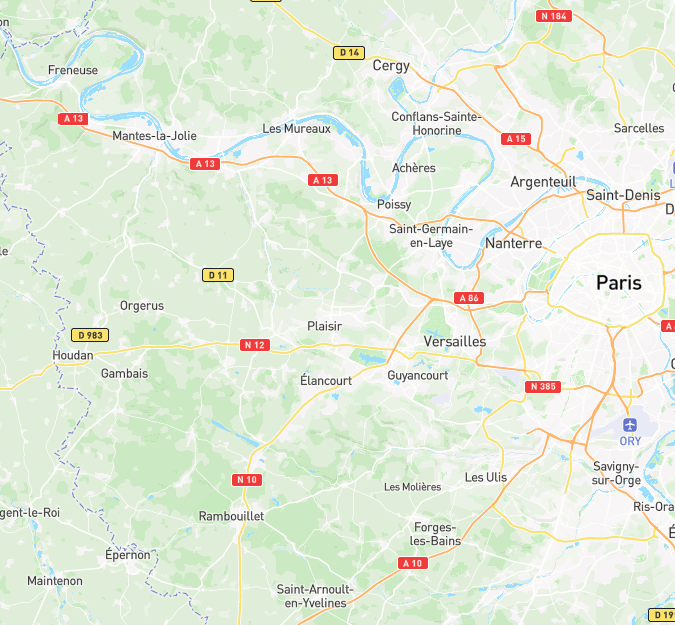 N 184
D 14
Cergy
Freneuse
A 13
Mantes-la-Jolie
Les Mureaux
Conflans-Sainte-
Honorine
A 15
Sarcelles
A 13
A 13
Achères
Argenteuil
Saint-Denis
Poissy
Saint-Germain-
en-Laye
Nanterre
D 11
Paris
A 86
Orgerus
D 983
Plaisir
N 12
Versailles
Houdan
Gambais
Élancourt
Guyancourt
N 385
ORY
Savigny-
sur-Orge
N 10
Les Molières
Les Ulis
Ris-Ora
gent-le-Roi
Rambouillet
Forges-
les-Bains
Épernon
A 10
Maintenon
Saint-Arnoult-
en-Yvelines
D 19